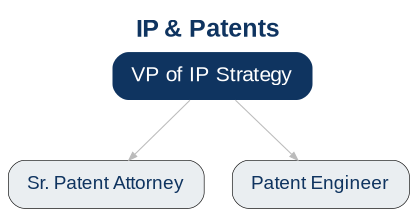 IP & Patents
VP of IP Strategy
Sr. Patent Attorney
Patent Engineer